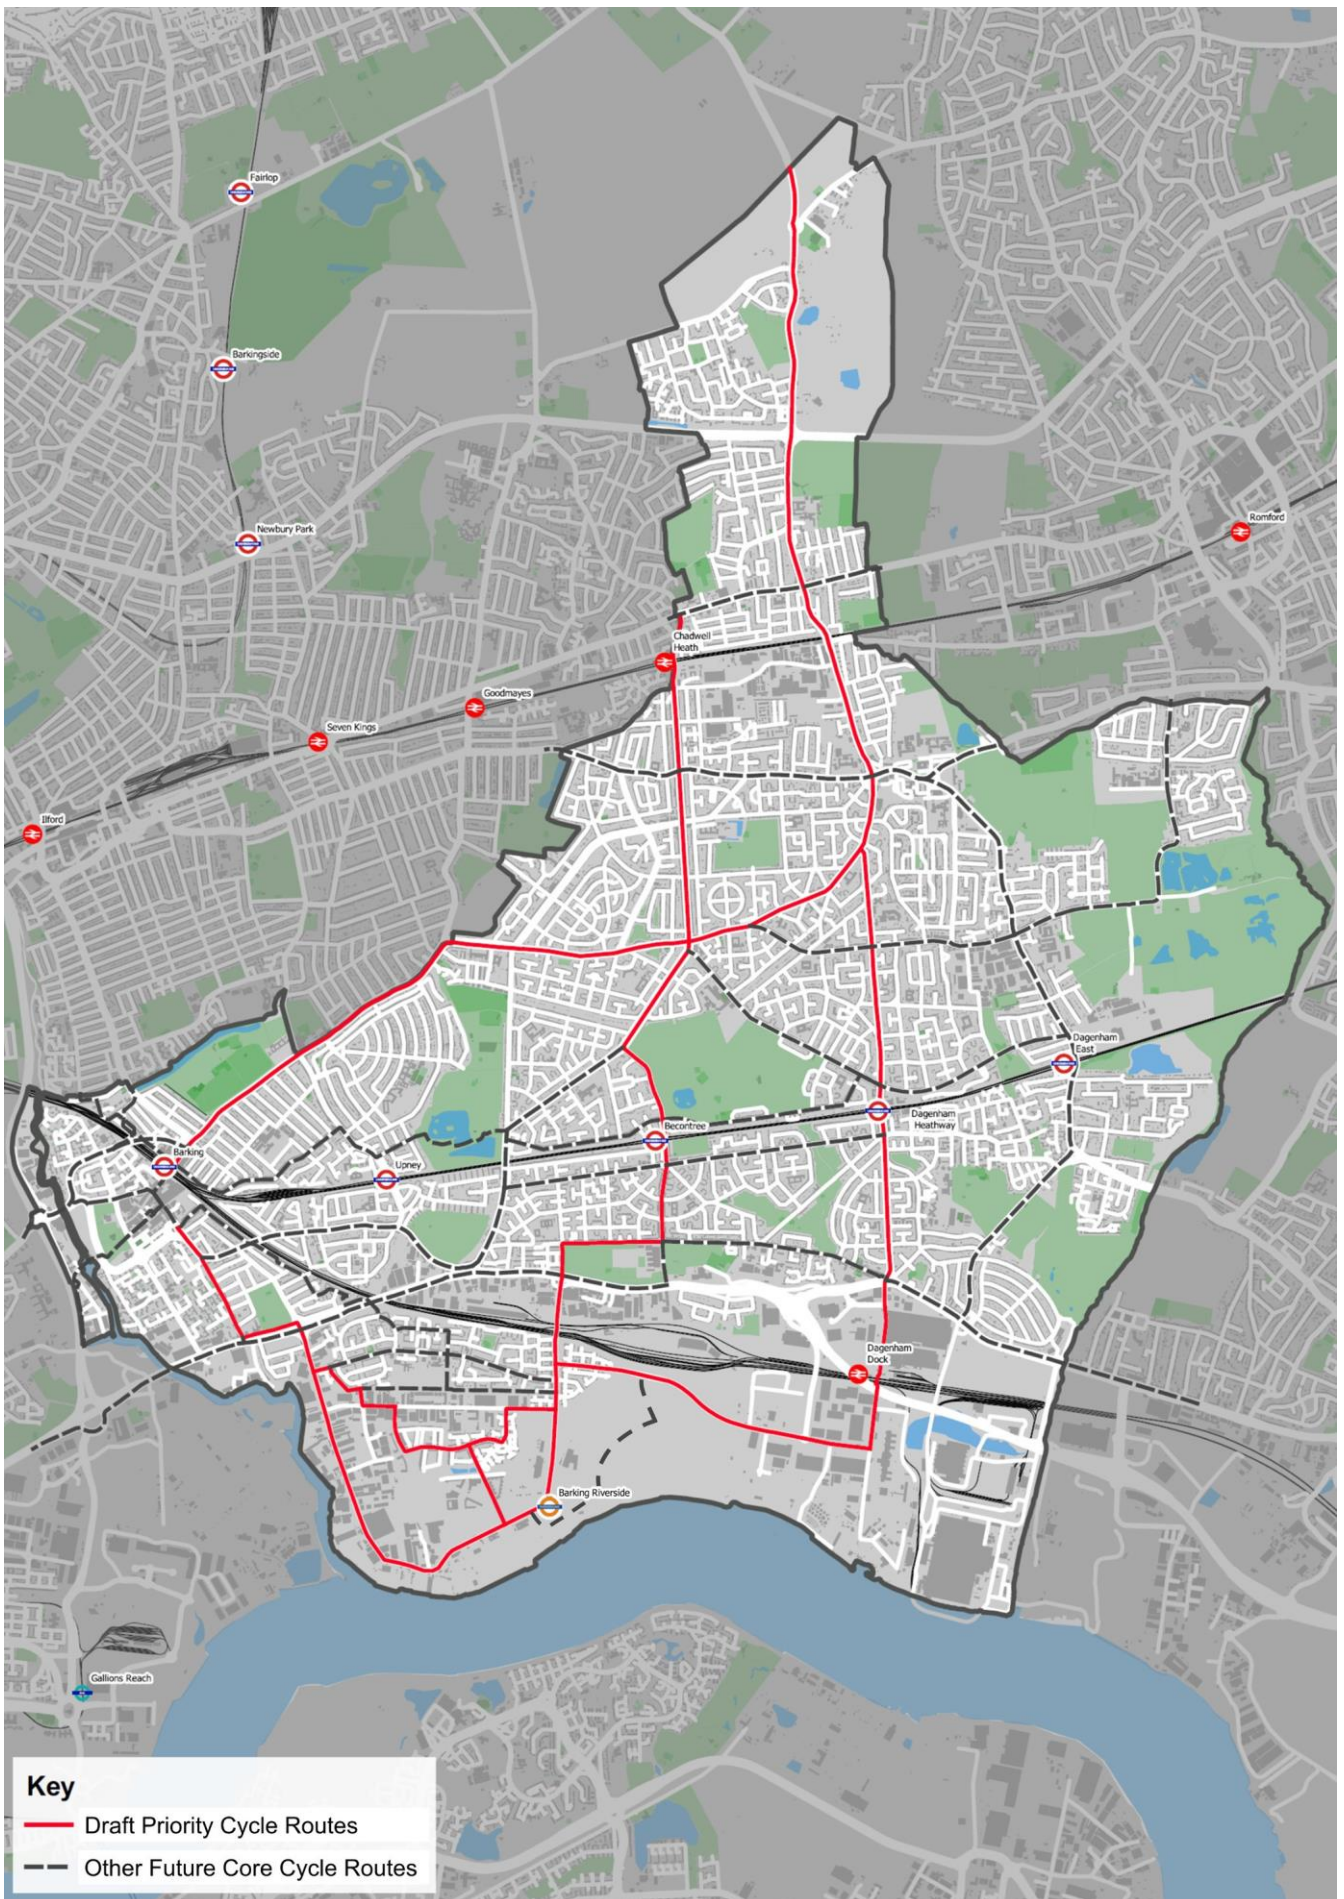 Fairlop
Barkingside
Newbury Park
Romford
Chadwell
Heath
Goodmayes
Seven Kings
Ilford
Dagenham
East
Dagenham
Heathway
Becontree
Barking
Upney
Dagenham
Dock
Barking Riverside
Gallions Reach
Key
Draft Priority Cycle Routes
Other Future Core Cycle Routes